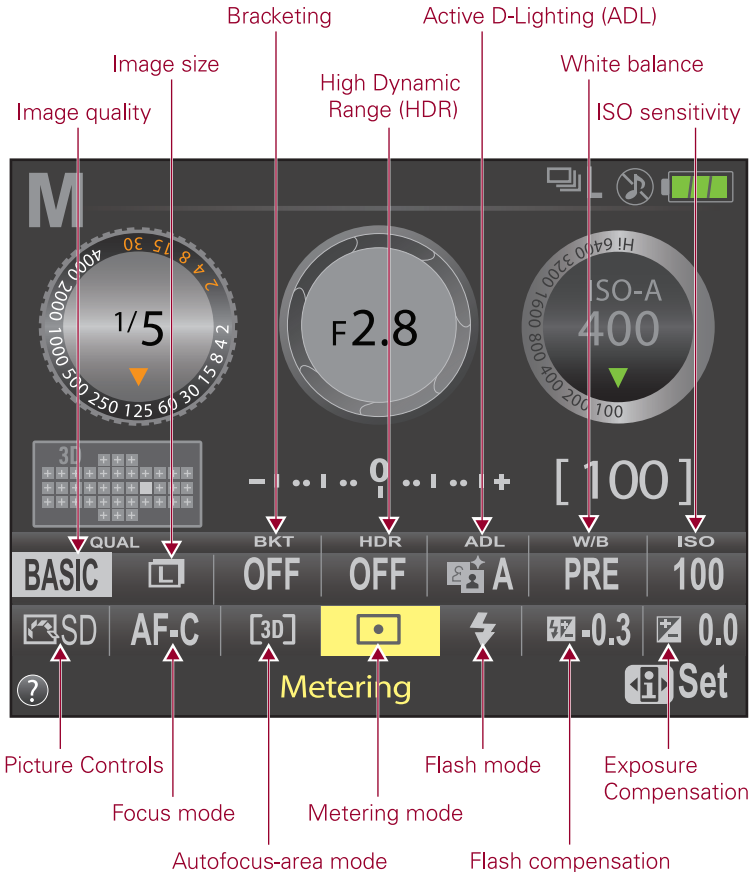 Bracketing
Active D-Lighting (ADL)
Image size
High Dynamic
Range (HDR)
White balance
Image quality
ISO sensitivity
M
L
4000 2000 1000 500 250 125 60 30 15 8 4 2
2 4 8 15 30
1/5
F2.8
Hi 6400 3200 1600 800 400 200 100
ISO-A
400
3D
- 0 +
[100]
QUAL BKT HDR ADL W/B ISO
BASIC L OFF OFF A PRE 100
SD AF-C [3D] -0.3 0.0
? Metering i Set
Picture Controls
Flash mode
Exposure
Compensation
Focus mode
Metering mode
Autofocus-area mode
Flash compensation